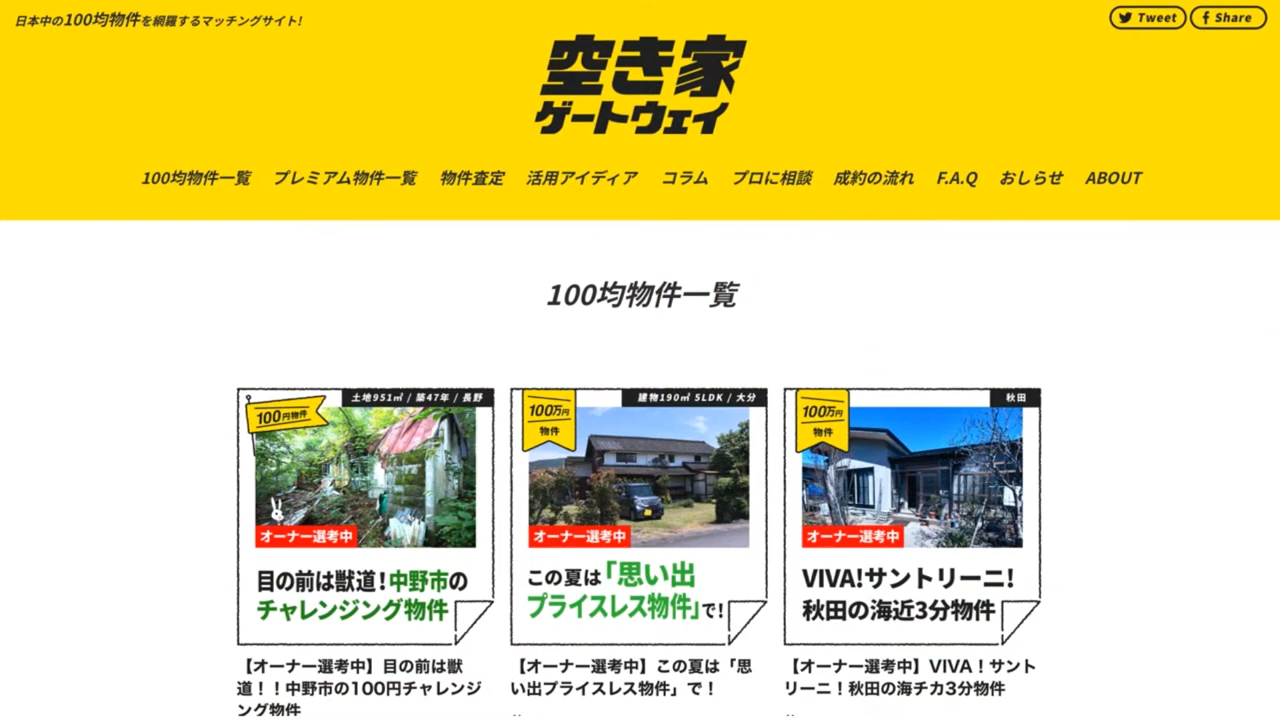 日本中の100均物件を網羅するマッチングサイト!
Tweet
Share
空き家
ゲートウェイ
100均物件一覧 プレミアム物件一覧 物件査定 活用アイディア コラム プロに相談 成約の流れ F.A.Q おしらせ ABOUT
100均物件一覧
土地951㎡ / 築47年 / 長野
100円物件
オーナー選考中
目の前は獣道!中野市の
チャレンジング物件
【オーナー選考中】目の前は獣
道!!中野市の100円チャレンジ
ング物件
建物190㎡ 5LDK / 大分
100万円
物件
オーナー選考中
この夏は「思い出
プライスレス物件」で!
【オーナー選考中】この夏は「思
い出プライスレス物件」で!
秋田
100万円
物件
オーナー選考中
VIVA!サントリーニ!
秋田の海近3分物件
【オーナー選考中】VIVA!サント
リーニ!秋田の海チカ3分物件